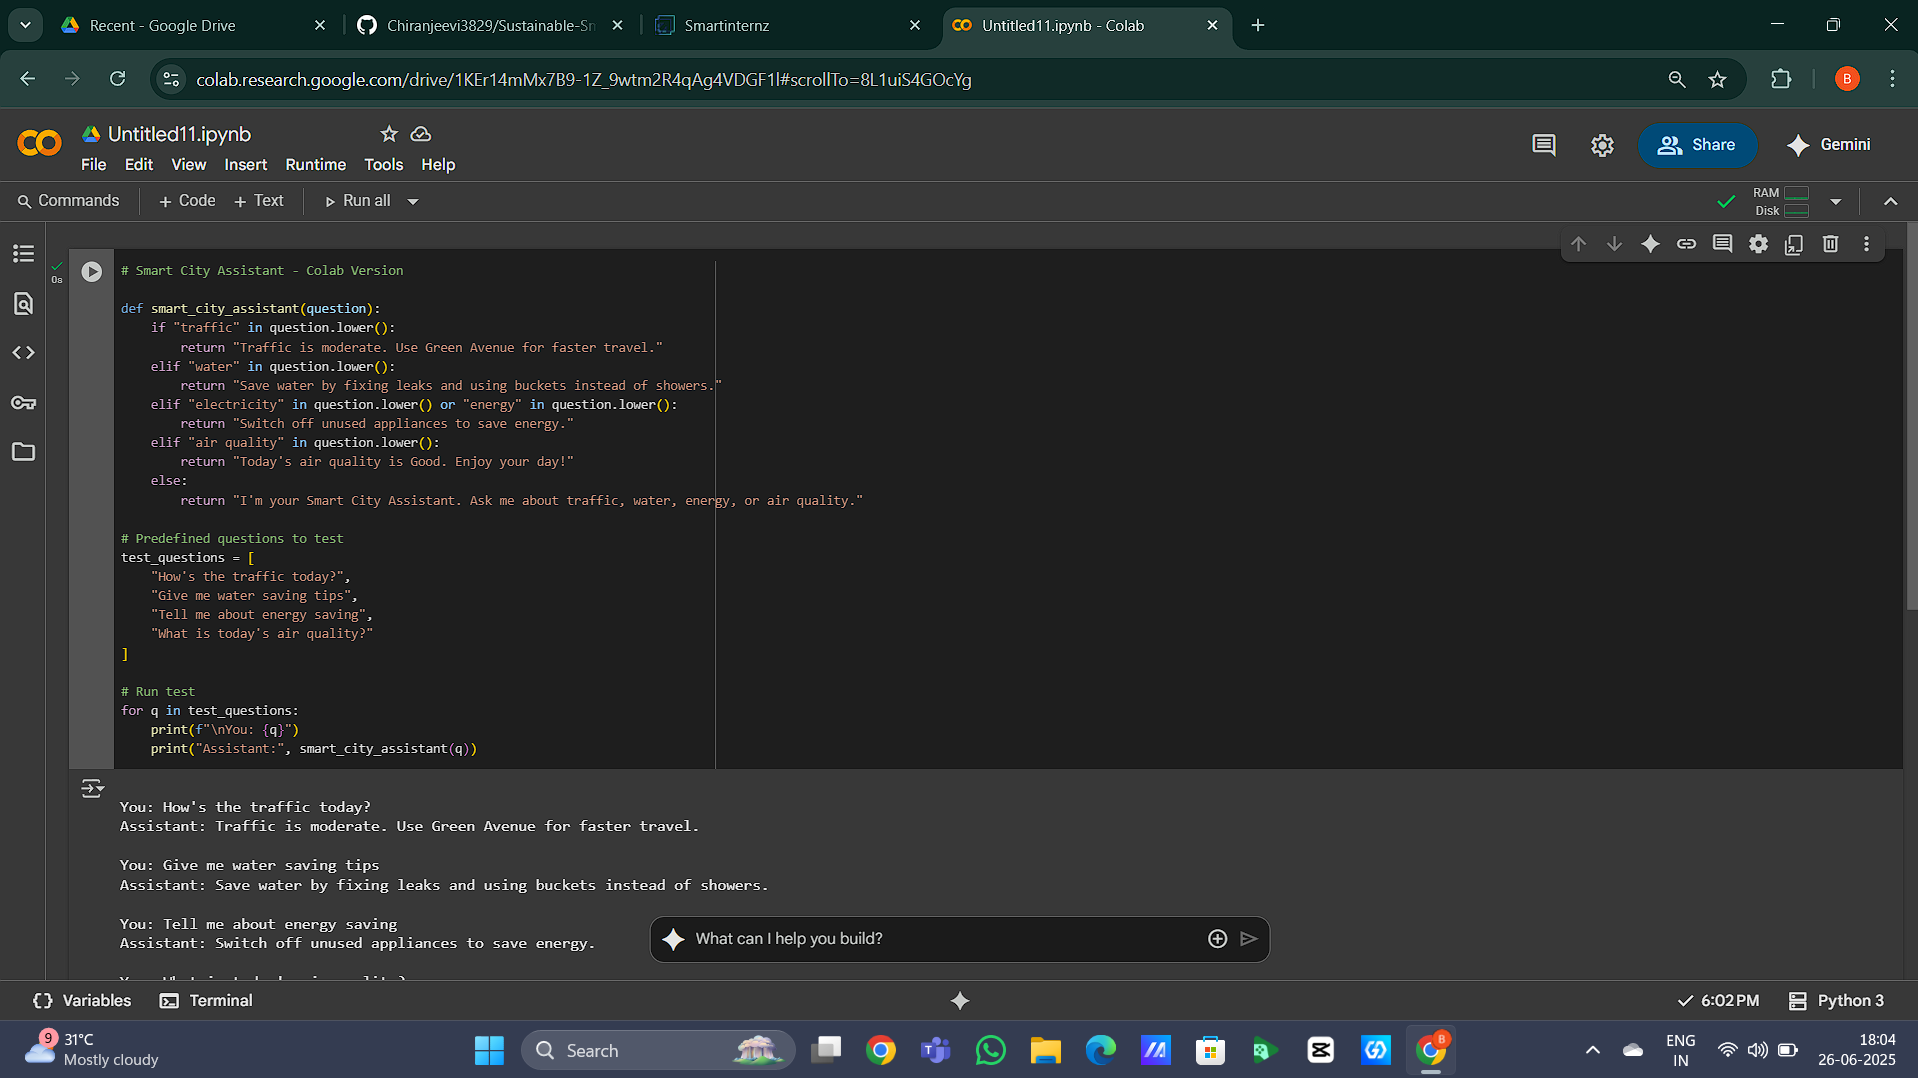 Recent - Google Drive
Chiranjeevi3829/Sustainable-Sm
Smartinternz
Untitled11.ipynb - Colab
colab.research.google.com/drive/1KEr14mMx7B9-1Z_9wtm2R4qAg4VDGF1l#scrollTo=8L1uiS4GOcYg
B
Untitled11.ipynb
File Edit View Insert Runtime Tools Help
Share
Gemini
Commands + Code + Text Run all
RAM
Disk
0s
# Smart City Assistant - Colab Version
def smart_city_assistant(question):
    if "traffic" in question.lower():
        return "Traffic is moderate. Use Green Avenue for faster travel."
    elif "water" in question.lower():
        return "Save water by fixing leaks and using buckets instead of showers."
    elif "electricity" in question.lower() or "energy" in question.lower():
        return "Switch off unused appliances to save energy."
    elif "air quality" in question.lower():
        return "Today's air quality is Good. Enjoy your day!"
    else:
        return "I'm your Smart City Assistant. Ask me about traffic, water, energy, or air quality."
# Predefined questions to test
test_questions = [
    "How's the traffic today?",
    "Give me water saving tips",
    "Tell me about energy saving",
    "What is today's air quality?"
]
# Run test
for q in test_questions:
    print(f"\nYou: {q}")
    print("Assistant:", smart_city_assistant(q))
You: How's the traffic today?
Assistant: Traffic is moderate. Use Green Avenue for faster travel.
You: Give me water saving tips
Assistant: Save water by fixing leaks and using buckets instead of showers.
You: Tell me about energy saving
Assistant: Switch off unused appliances to save energy.
What can I help you build?
Variables
Terminal
6:02 PM
Python 3
9
31°C
Mostly cloudy
Search
B
ENG
IN
18:04
26-06-2025